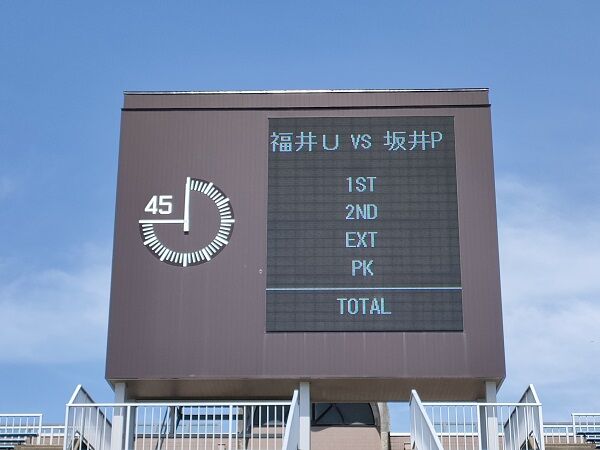 福井U VS 坂井P
45
1ST
2ND
EXT
PK
TOTAL